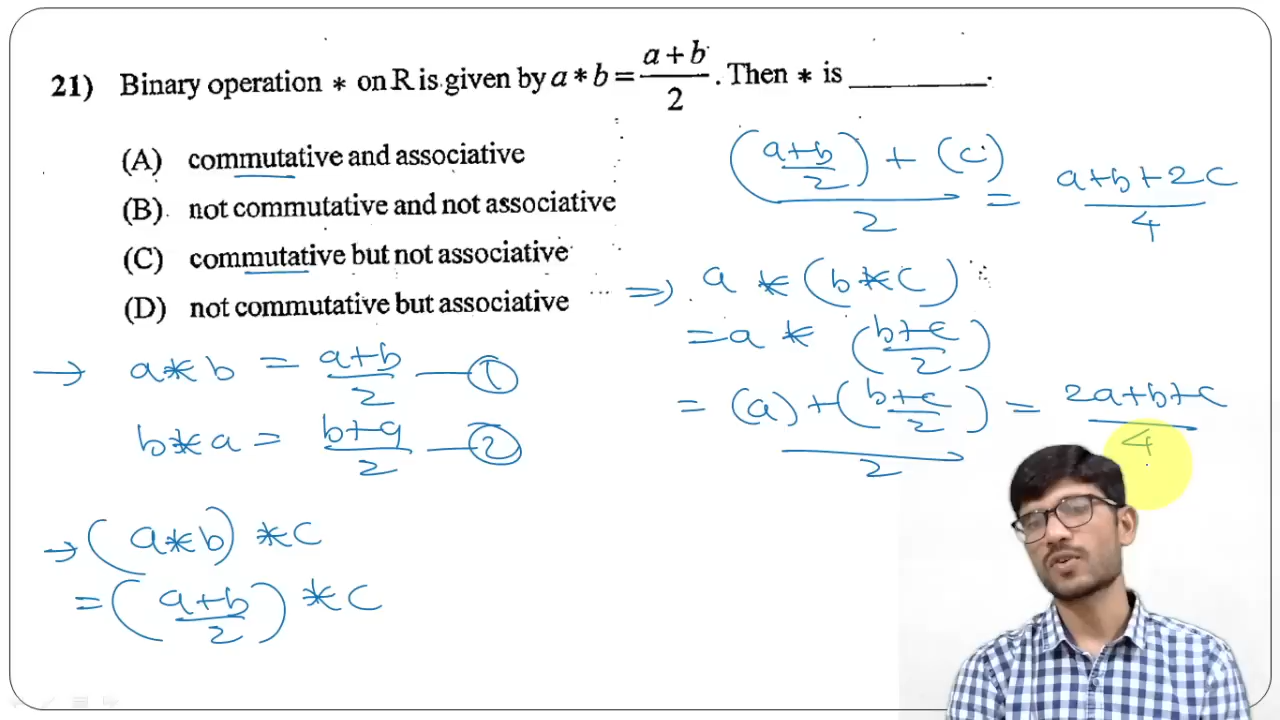 21) Binary operation * on R is given by a * b = (a + b)/2 . Then * is ________.
(A) commutative and associative
(B) not commutative and not associative
(C) commutative but not associative
(D) not commutative but associative
→ a*b = (a+b)/2 —①
b*a = (b+a)/2 —②
→ (a*b)*c
= ((a+b)/2) * c
(((a+b)/2) + (c))/2 = (a+b+2c)/4
⇒ a * (b*c)
= a * ((b+c)/2)
= ((a) + ((b+c)/2))/2 = (2a+b+c)/4